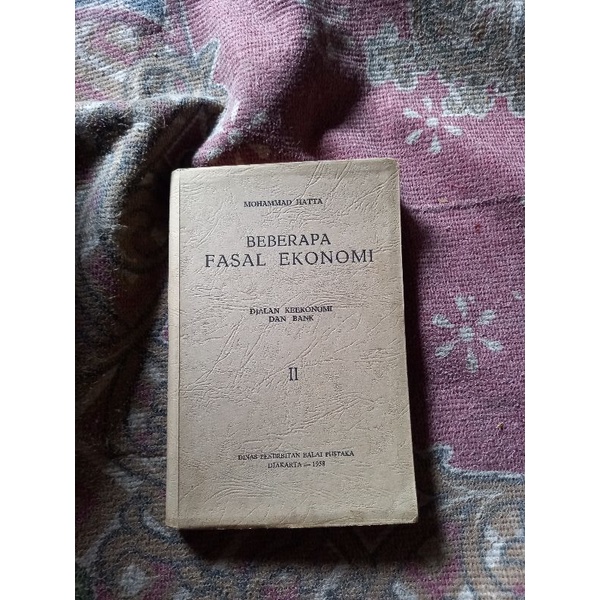 MOHAMMAD HATTA
BEBERAPA
FASAL EKONOMI
DJALAN KEEKONOMI
DAN BANK
II
DINAS PENERBITAN BALAI PUSTAKA
DJAKARTA — 1958